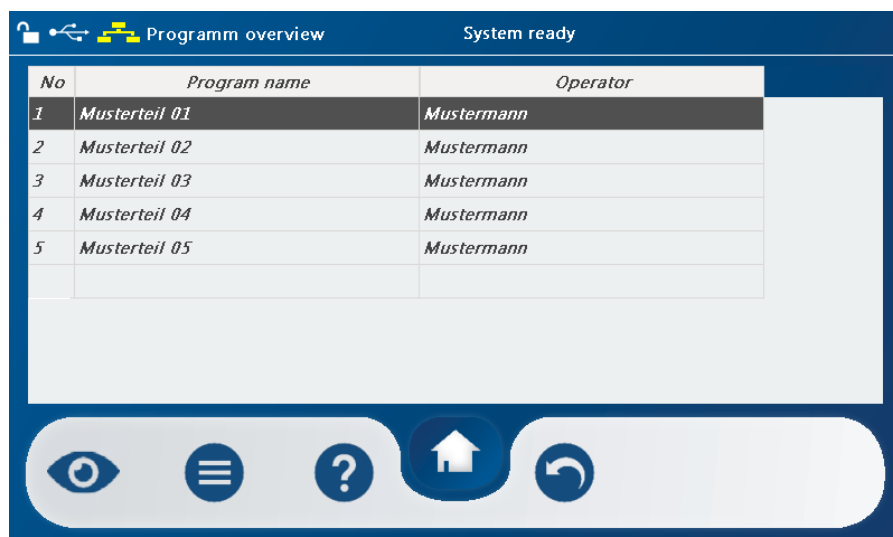 Programm overview System ready
No Program name Operator
1 Musterteil 01 Mustermann
2 Musterteil 02 Mustermann
3 Musterteil 03 Mustermann
4 Musterteil 04 Mustermann
5 Musterteil 05 Mustermann
?